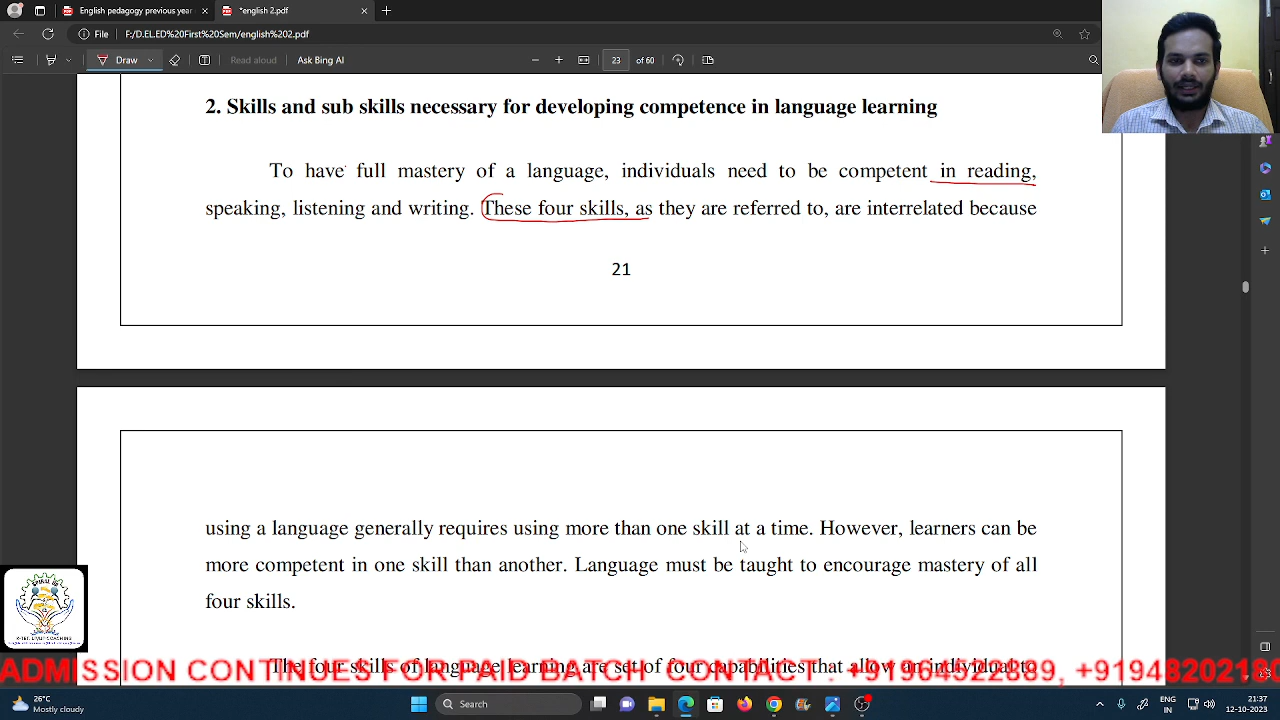 English pedagogy previous year
*english 2.pdf
File
F:/D.ELED%20First%20Sem/english%202.pdf
Draw
Read aloud
Ask Bing AI
23
of 60
2. Skills and sub skills necessary for developing competence in language learning
To have full mastery of a language, individuals need to be competent in reading,
speaking, listening and writing. These four skills, as they are referred to, are interrelated because
21
using a language generally requires using more than one skill at a time. However, learners can be
more competent in one skill than another. Language must be taught to encourage mastery of all
four skills.
The four skills of language learning are set of four capabilities that allow an individual to
ADMISSION CONTINUES FOR PAID BATCH CONTACT : +91964522889, +91948202180
26°C
Mostly cloudy
Search
ENG
IN
21:37
12-10-2023